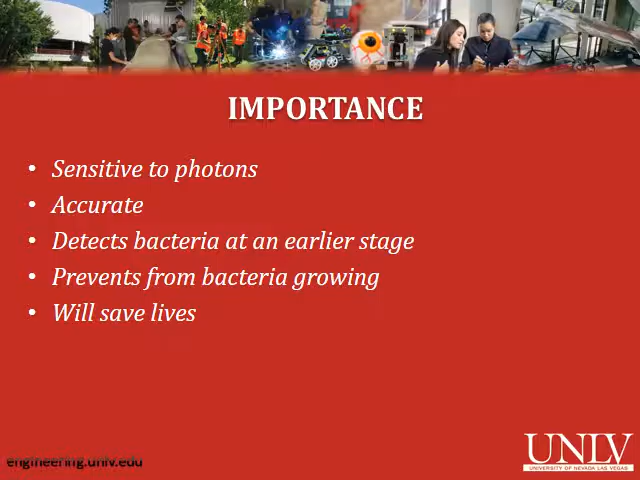 IMPORTANCE
• Sensitive to photons
• Accurate
• Detects bacteria at an earlier stage
• Prevents from bacteria growing
• Will save lives
engineering.unlv.edu
UNLV
UNIVERSITY OF NEVADA LAS VEGAS